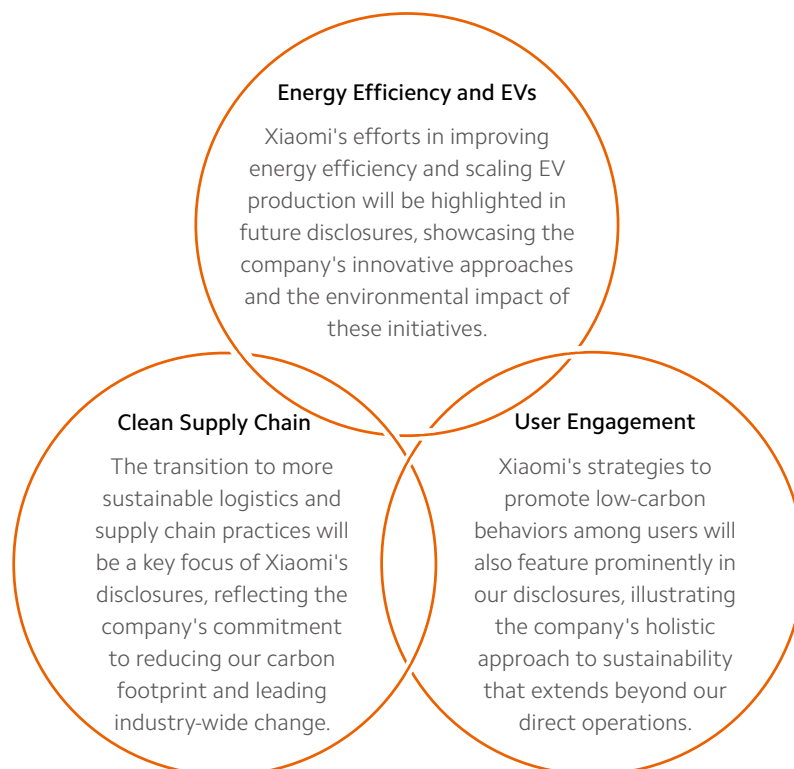 Energy Efficiency and EVs
Xiaomi's efforts in improving
energy efficiency and scaling EV
production will be highlighted in
future disclosures, showcasing the
company's innovative approaches
and the environmental impact of
these initiatives.
Clean Supply Chain
The transition to more
sustainable logistics and
supply chain practices will
be a key focus of Xiaomi's
disclosures, reflecting the
company's commitment
to reducing our carbon
footprint and leading
industry-wide change.
User Engagement
Xiaomi's strategies to
promote low-carbon
behaviors among users will
also feature prominently in
our disclosures, illustrating
the company's holistic
approach to sustainability
that extends beyond our
direct operations.